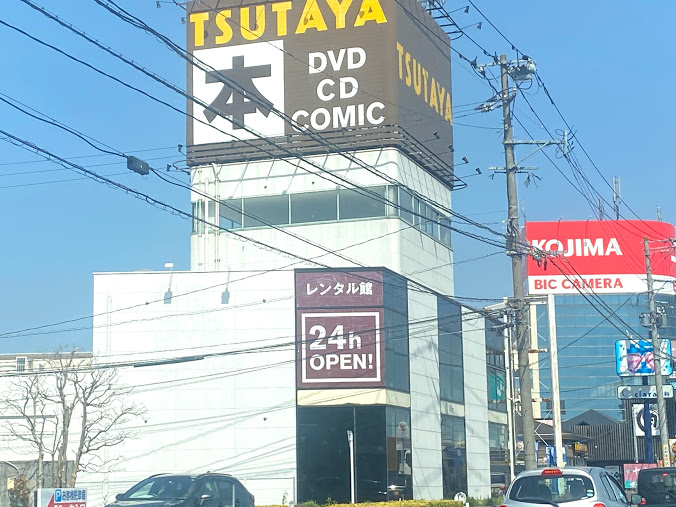 TSUTAYA
本
DVD
CD
COMIC
TSUTAYA
レンタル館
24h
OPEN!
KOJIMA
BIC CAMERA
P